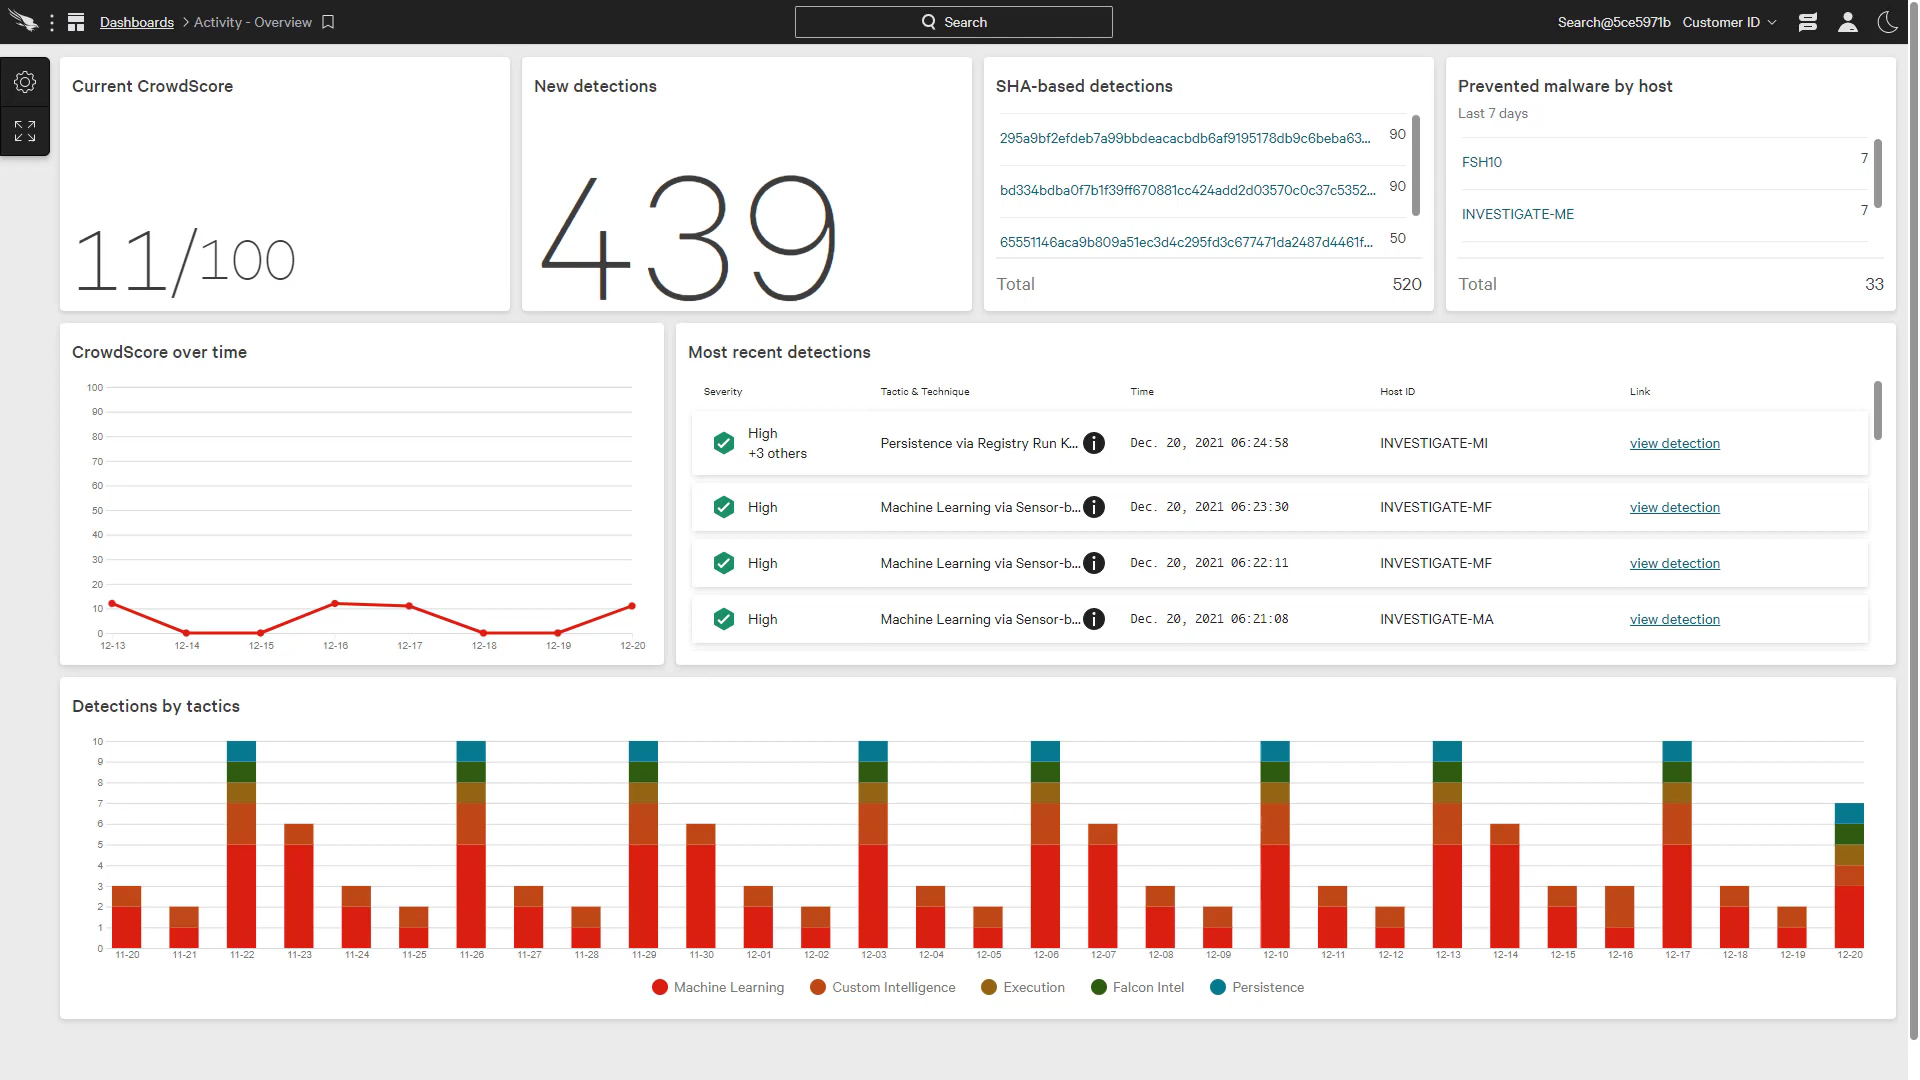 Dashboards > Activity - Overview
Search
Search@5ce5971b Customer ID
Current CrowdScore
11/100
New detections
439
SHA-based detections
295a9bf2efdeb7a99bbdeacacbdb6af9195178db9c6beba63... 90
bd334bdba0f7b1f39ff670881cc424add2d03570c0c37c5352... 90
65551146aca9b809a51ec3d4c295fd3c677471da2487d4461f... 50
Total 520
Prevented malware by host
Last 7 days
FSH10 7
INVESTIGATE-ME 7
Total 33
CrowdScore over time
100
90
80
70
60
50
40
30
20
10
0
12-13 12-14 12-15 12-16 12-17 12-18 12-19 12-20
Most recent detections
Severity Tactic & Technique Time Host ID Link
High
+3 others
Persistence via Registry Run K... Dec. 20, 2021 06:24:58 INVESTIGATE-MI view detection
High Machine Learning via Sensor-b... Dec. 20, 2021 06:23:30 INVESTIGATE-MF view detection
High Machine Learning via Sensor-b... Dec. 20, 2021 06:22:11 INVESTIGATE-MF view detection
High Machine Learning via Sensor-b... Dec. 20, 2021 06:21:08 INVESTIGATE-MA view detection
Detections by tactics
10
9
8
7
6
5
4
3
2
1
0
11-20 11-21 11-22 11-23 11-24 11-25 11-26 11-27 11-28 11-29 11-30 12-01 12-02 12-03 12-04 12-05 12-06 12-07 12-08 12-09 12-10 12-11 12-12 12-13 12-14 12-15 12-16 12-17 12-18 12-19 12-20
Machine Learning Custom Intelligence Execution Falcon Intel Persistence